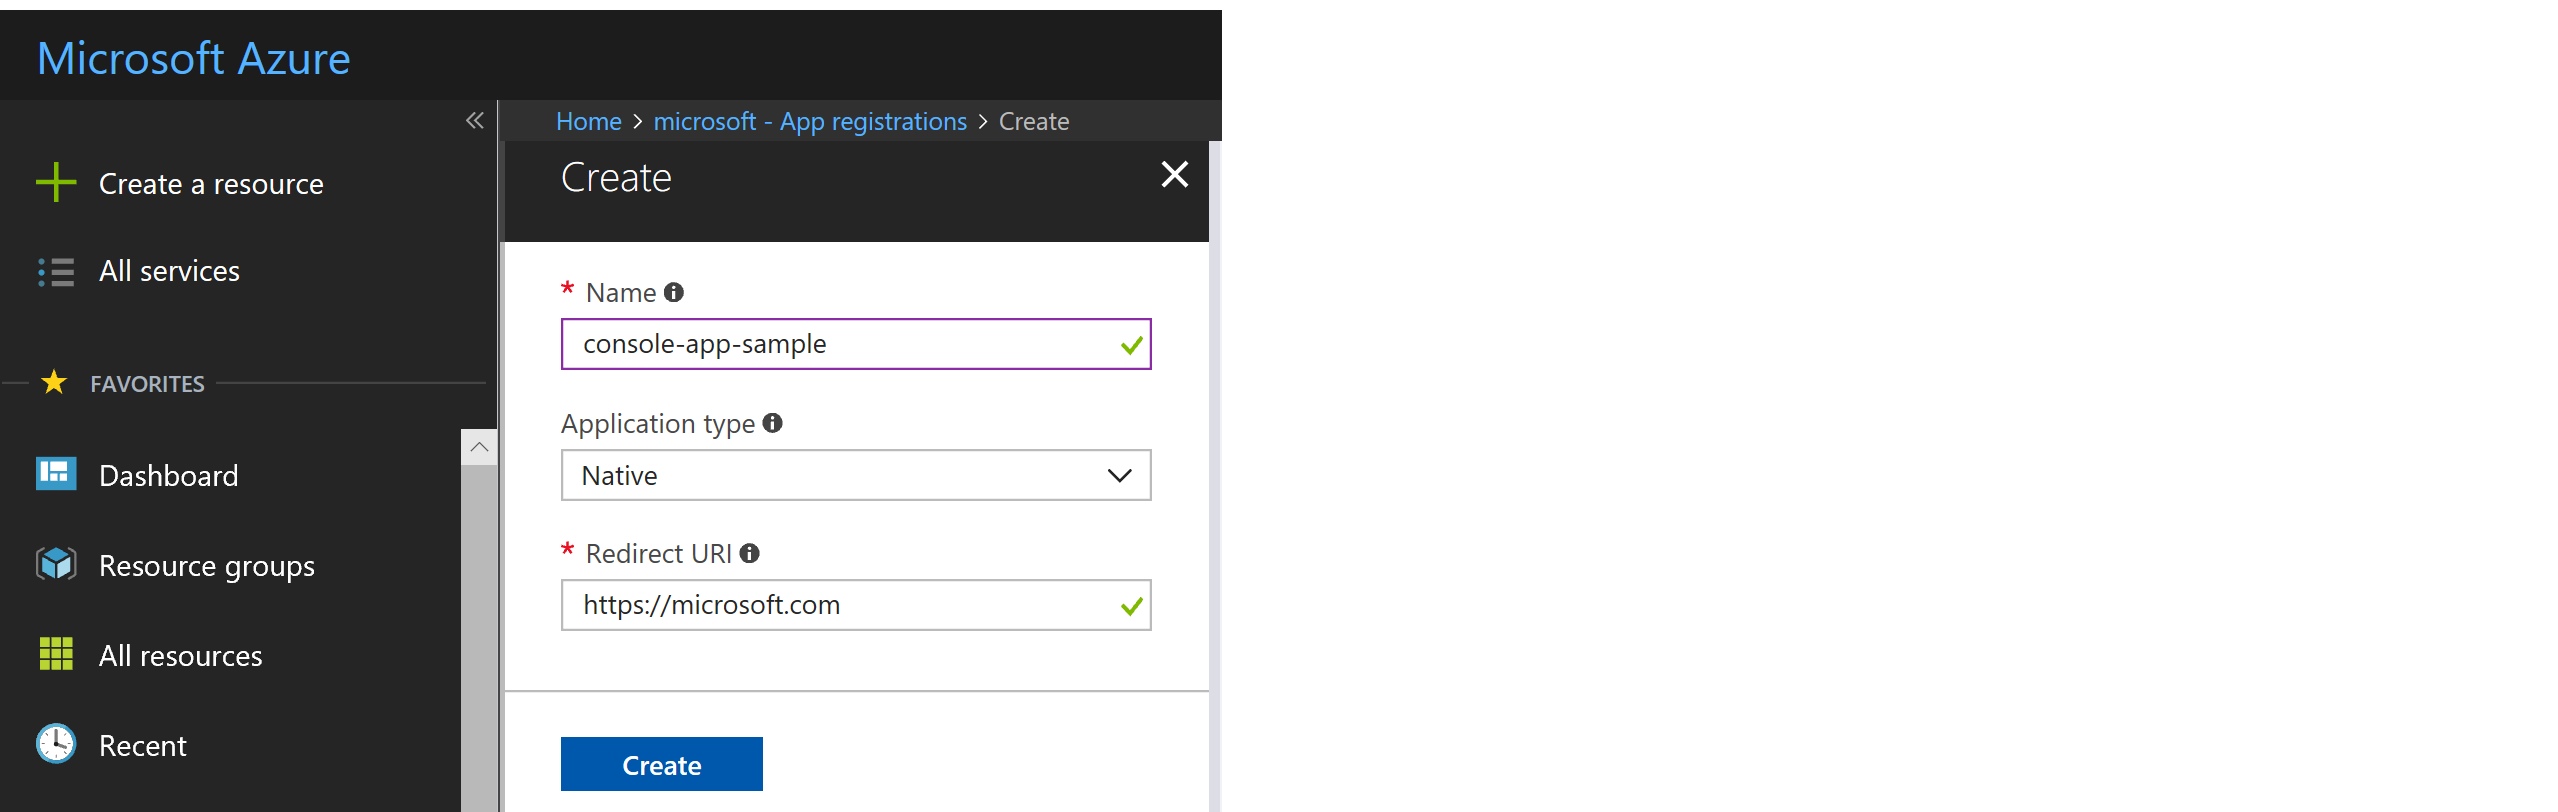 Microsoft Azure
Home > microsoft - App registrations > Create
Create a resource
All services
FAVORITES
Dashboard
Resource groups
All resources
Recent
Create
* Name
console-app-sample
Application type
Native
* Redirect URI
https://microsoft.com
Create